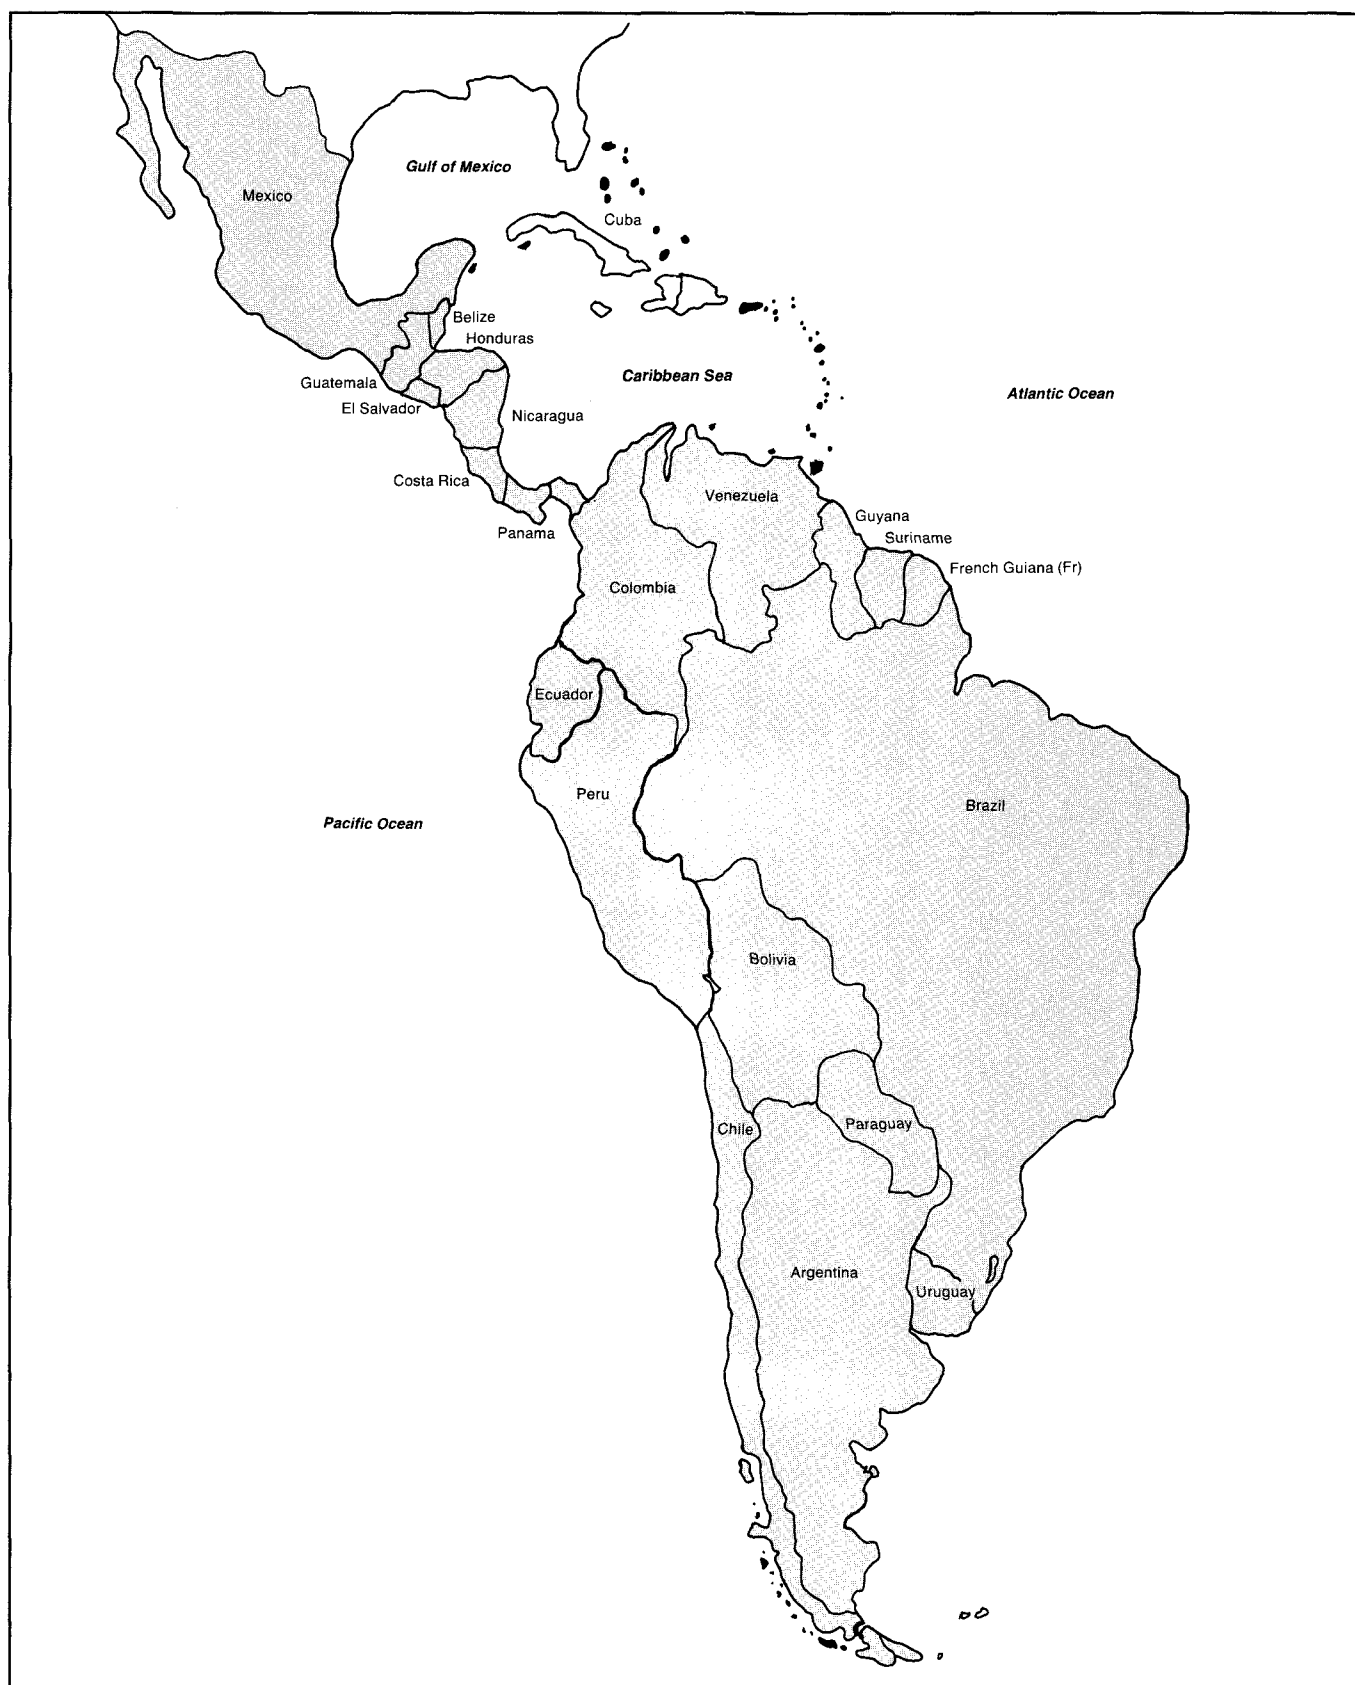 Gulf of Mexico
Mexico
Cuba
Belize
Honduras
Caribbean Sea
Guatemala
Atlantic Ocean
El Salvador
Nicaragua
Costa Rica
Venezuela
Guyana
Panama
Suriname
French Guiana (Fr)
Colombia
Ecuador
Peru
Brazil
Pacific Ocean
Bolivia
Paraguay
Chile
Argentina
Uruguay